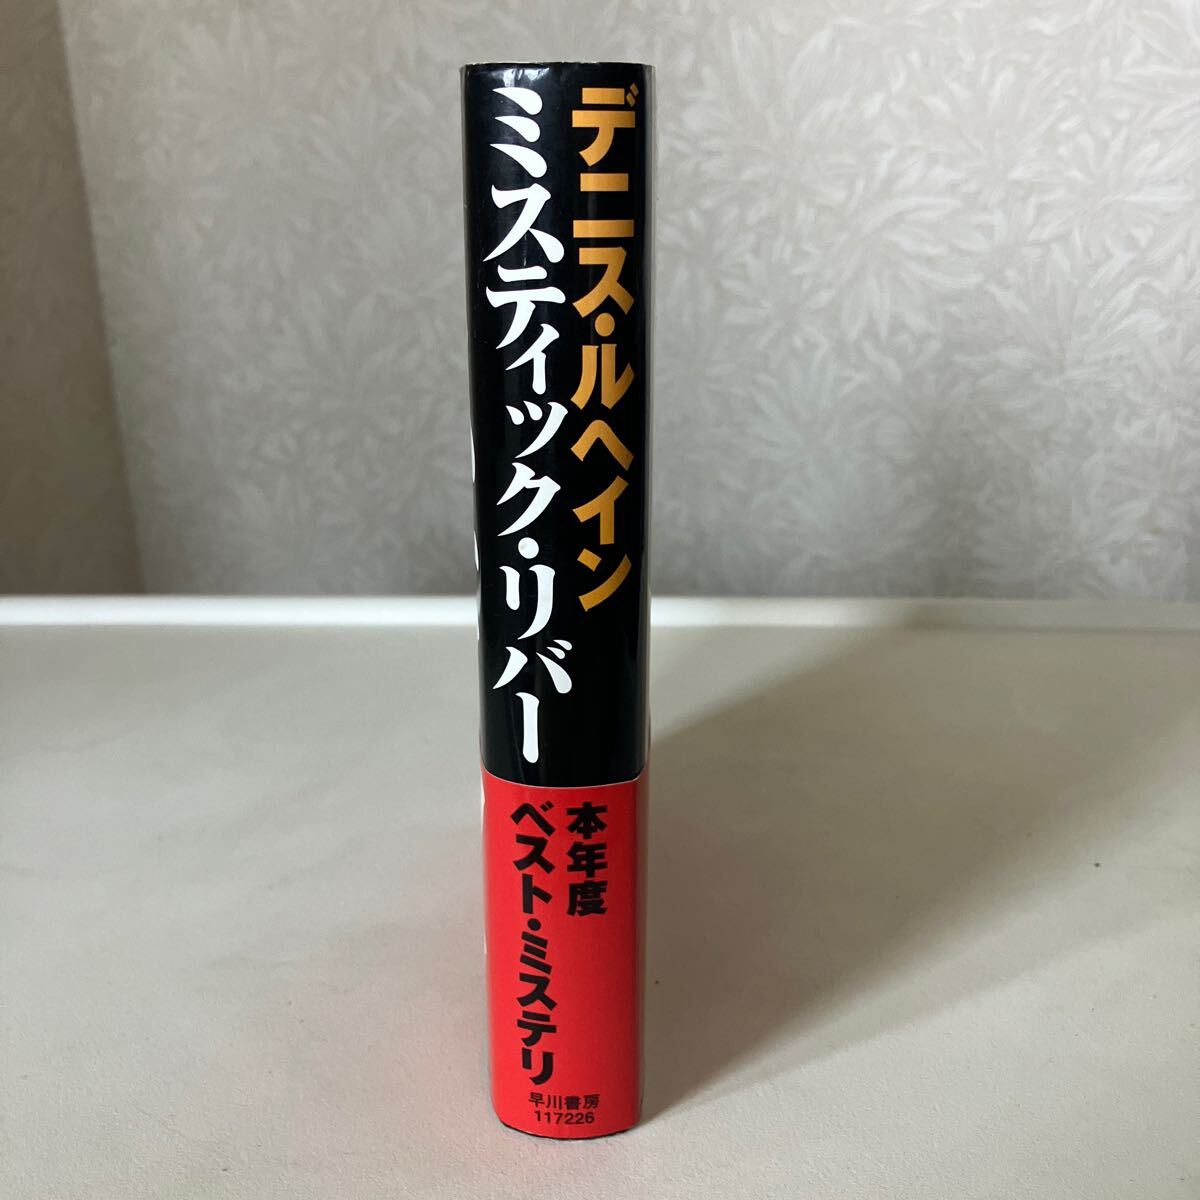 デニス・ルヘイン
ミスティック・リバー
本年度
ベスト・ミステリ
早川書房
117226